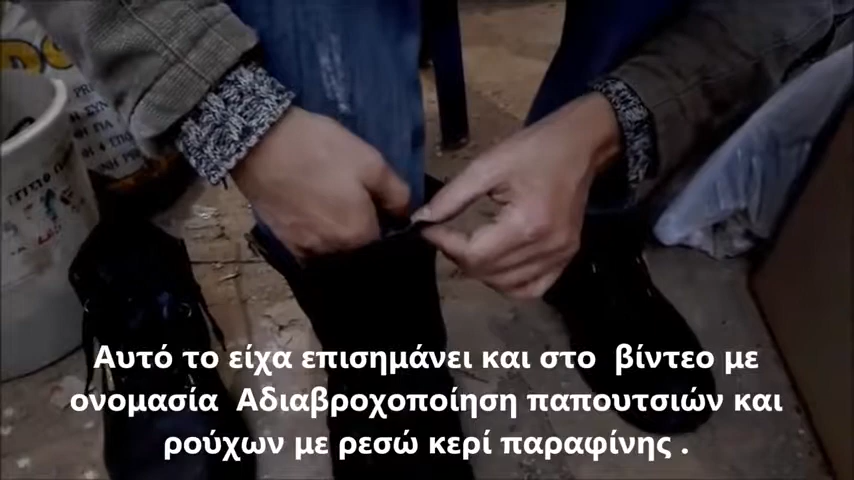 Αυτό το είχα επισημάνει και στο βίντεο με
ονομασία Αδιαβροχοποίηση παπουτσιών και
ρούχων με ρεσώ κερί παραφίνης .